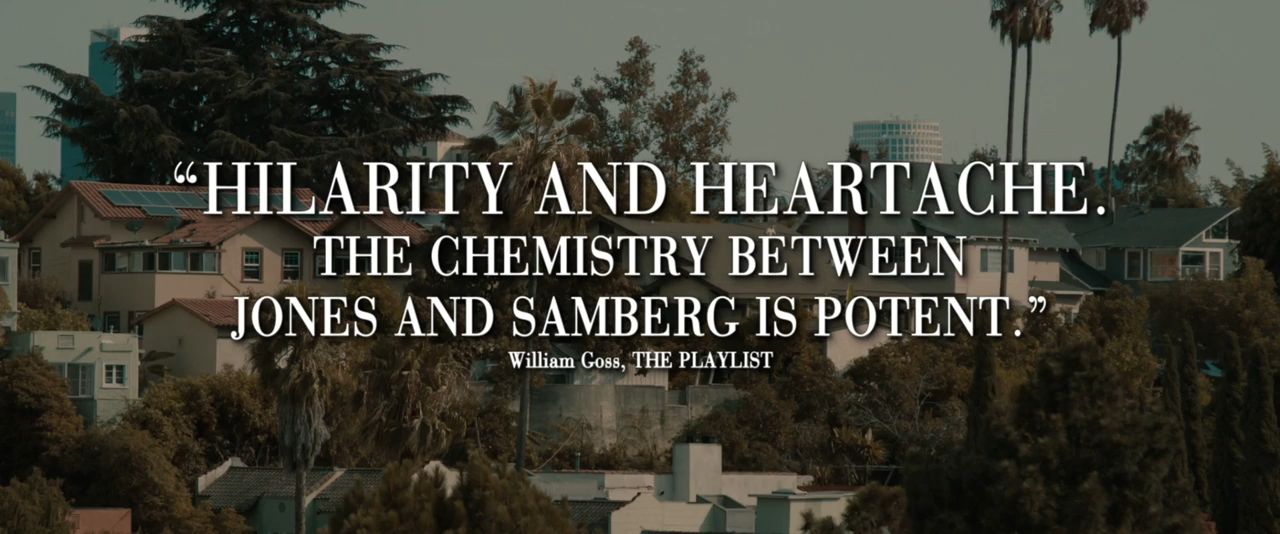 “HILARITY AND HEARTACHE.
THE CHEMISTRY BETWEEN
JONES AND SAMBERG IS POTENT.”
William Goss, THE PLAYLIST